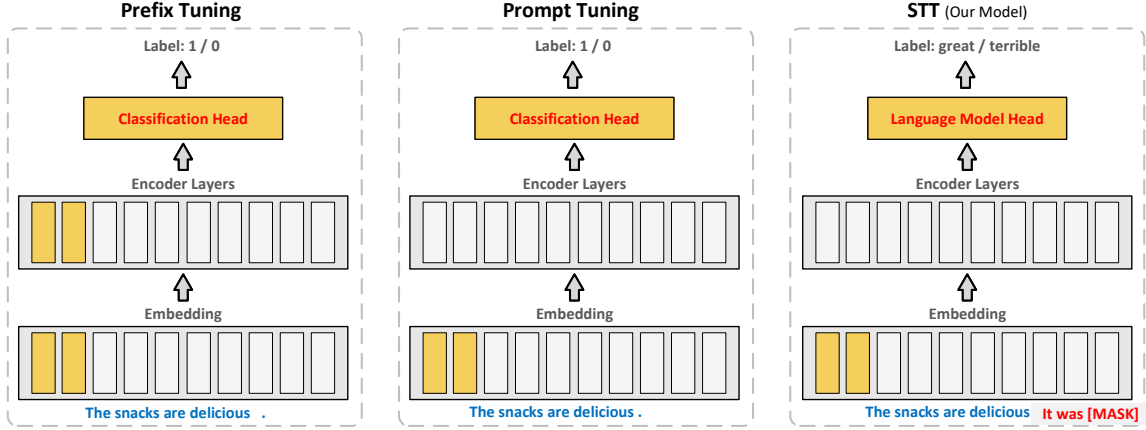 Prefix Tuning
Label: 1 / 0
Classification Head
Encoder Layers
Embedding
The snacks are delicious .
Prompt Tuning
Label: 1 / 0
Classification Head
Encoder Layers
Embedding
The snacks are delicious .
STT (Our Model)
Label: great / terrible
Language Model Head
Encoder Layers
Embedding
The snacks are delicious It was [MASK]